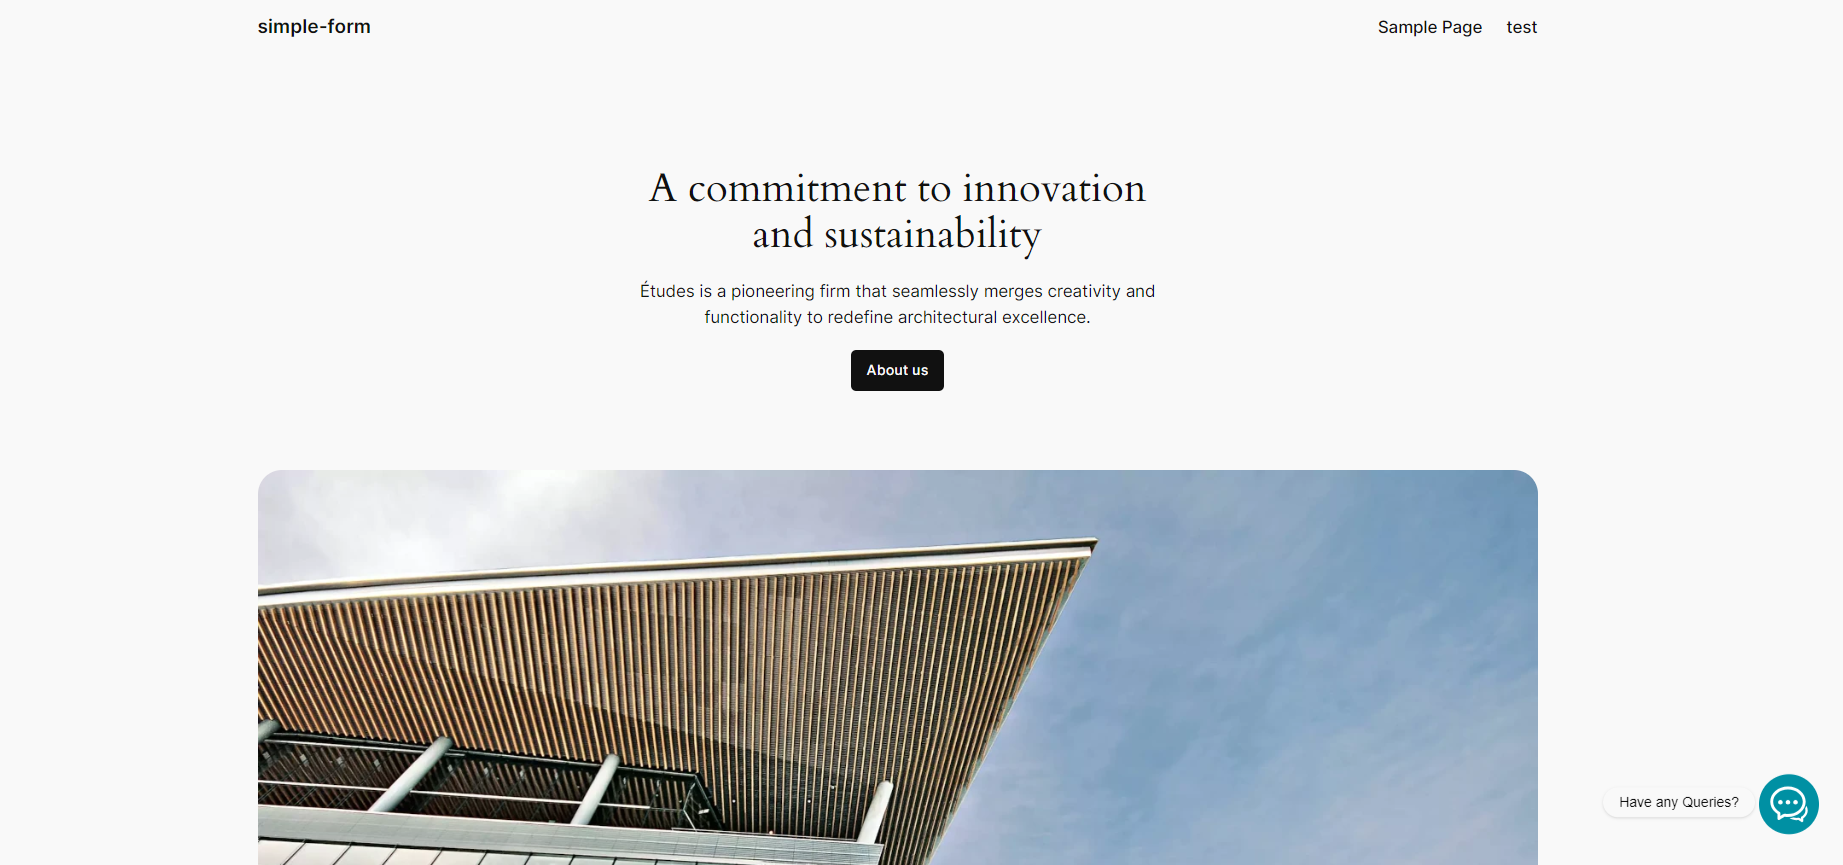 simple-form
Sample Page
test
A commitment to innovation
and sustainability
Études is a pioneering firm that seamlessly merges creativity and
functionality to redefine architectural excellence.
About us
Have any Queries?